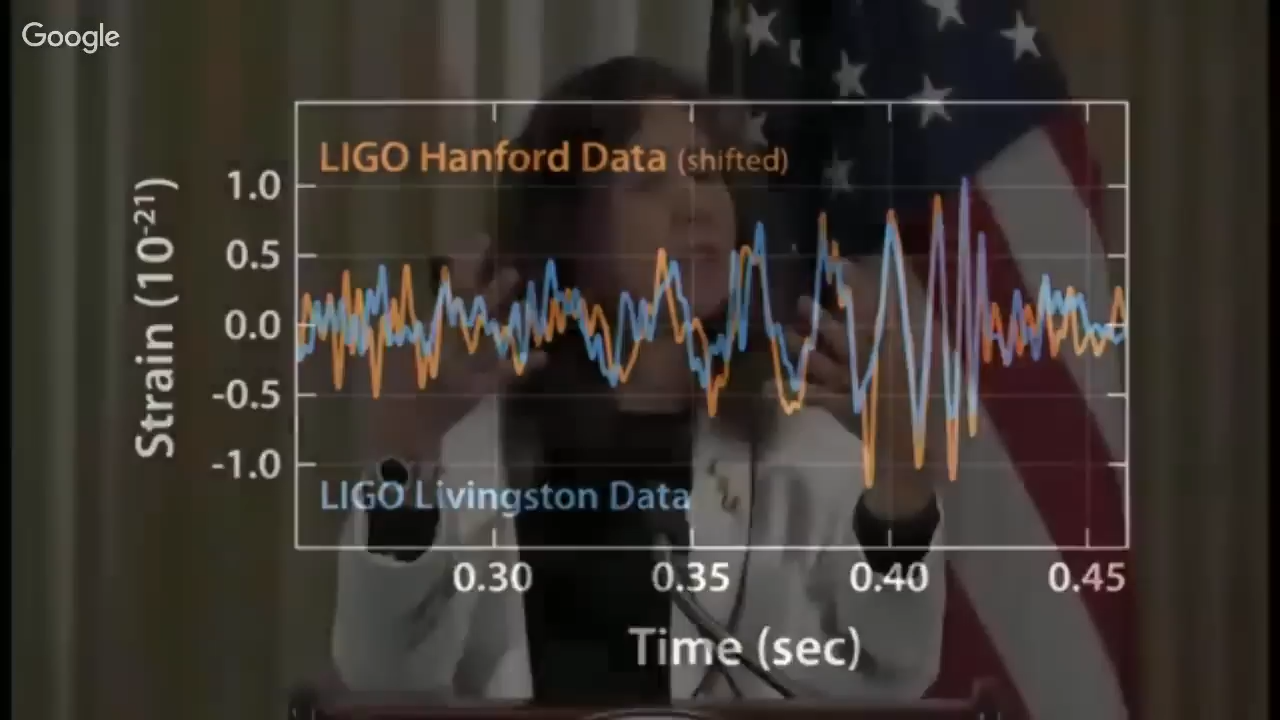 Google
LIGO Hanford Data (shifted)
1.0
0.5
0.0
-0.5
-1.0
Strain (10⁻²¹)
LIGO Livingston Data
0.30 0.35 0.40 0.45
Time (sec)